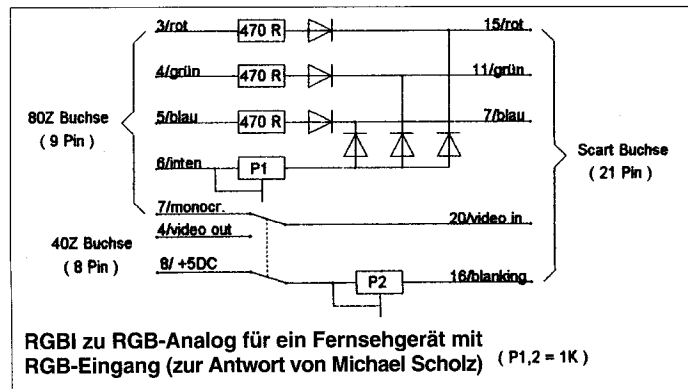 3/rot 470 R 15/rot
4/grün 470 R 11/grün
5/blau 470 R 7/blau
80Z Buchse
( 9 Pin )
6/inten P1
Scart Buchse
( 21 Pin )
7/monocr.
4/video out 20/video in
40Z Buchse
( 8 Pin )
8/ +5DC P2 16/blanking
RGBI zu RGB-Analog für ein Fernsehgerät mit
RGB-Eingang (zur Antwort von Michael Scholz) ( P1,2 = 1K )